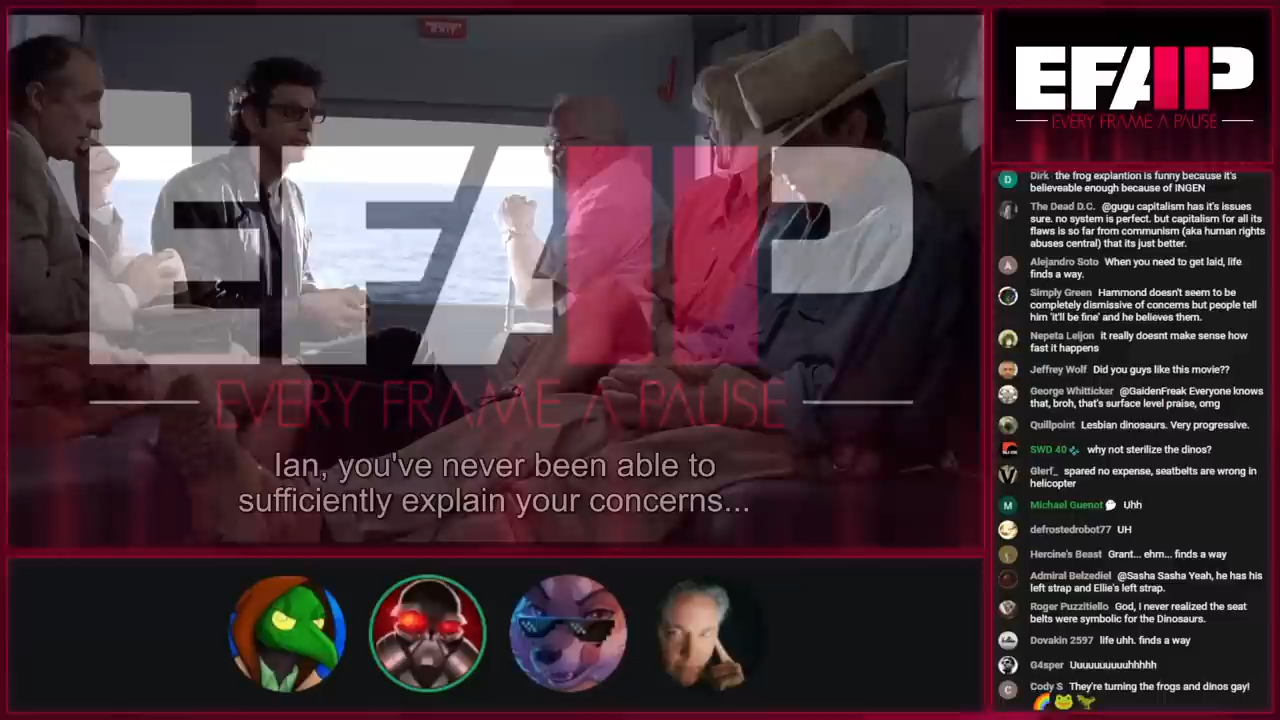 EXIT
EFAP
EVERY FRAME A PAUSE
Ian, you've never been able to
sufficiently explain your concerns...
EFAP
EVERY FRAME A PAUSE
Dirk the frog explantion is funny because it's
believeable enough because of INGEN
The Dead D.C. @gugu capitalism has it's issues
sure. no system is perfect. but capitalism for all its
flaws is so far from communism (aka human rights
abuses central) that its just better.
Alejandro Soto When you need to get laid, life
finds a way.
Simply Green Hammond doesn't seem to be
completely dismissive of concerns but people tell
him 'it'll be fine' and he believes them.
Nepeta Leljon it really doesnt make sense how
fast it happens
Jeffrey Wolf Did you guys like this movie??
George Whitticker @GaidenFreak Everyone knows
that, broh, that's surface level praise, omg
Quillpoint Lesbian dinosaurs. Very progressive.
SWD 40 why not sterilize the dinos?
Glerf_ spared no expense, seatbelts are wrong in
helicopter
M Michael Guenot Uhh
defrostedrobot77 UH
Hercine's Beast Grant... ehm... finds a way
Admiral Belzediel @Sasha Sasha Yeah, he has his
left strap and Ellie's left strap.
Roger Puzzitiello God, I never realized the seat
belts were symbolic for the Dinosaurs.
Dovakin 2597 life uhh. finds a way
G4sper Uuuuuuuuuhhhhh
C Cody S They're turning the frogs and dinos gay!
🌈🐸🦖